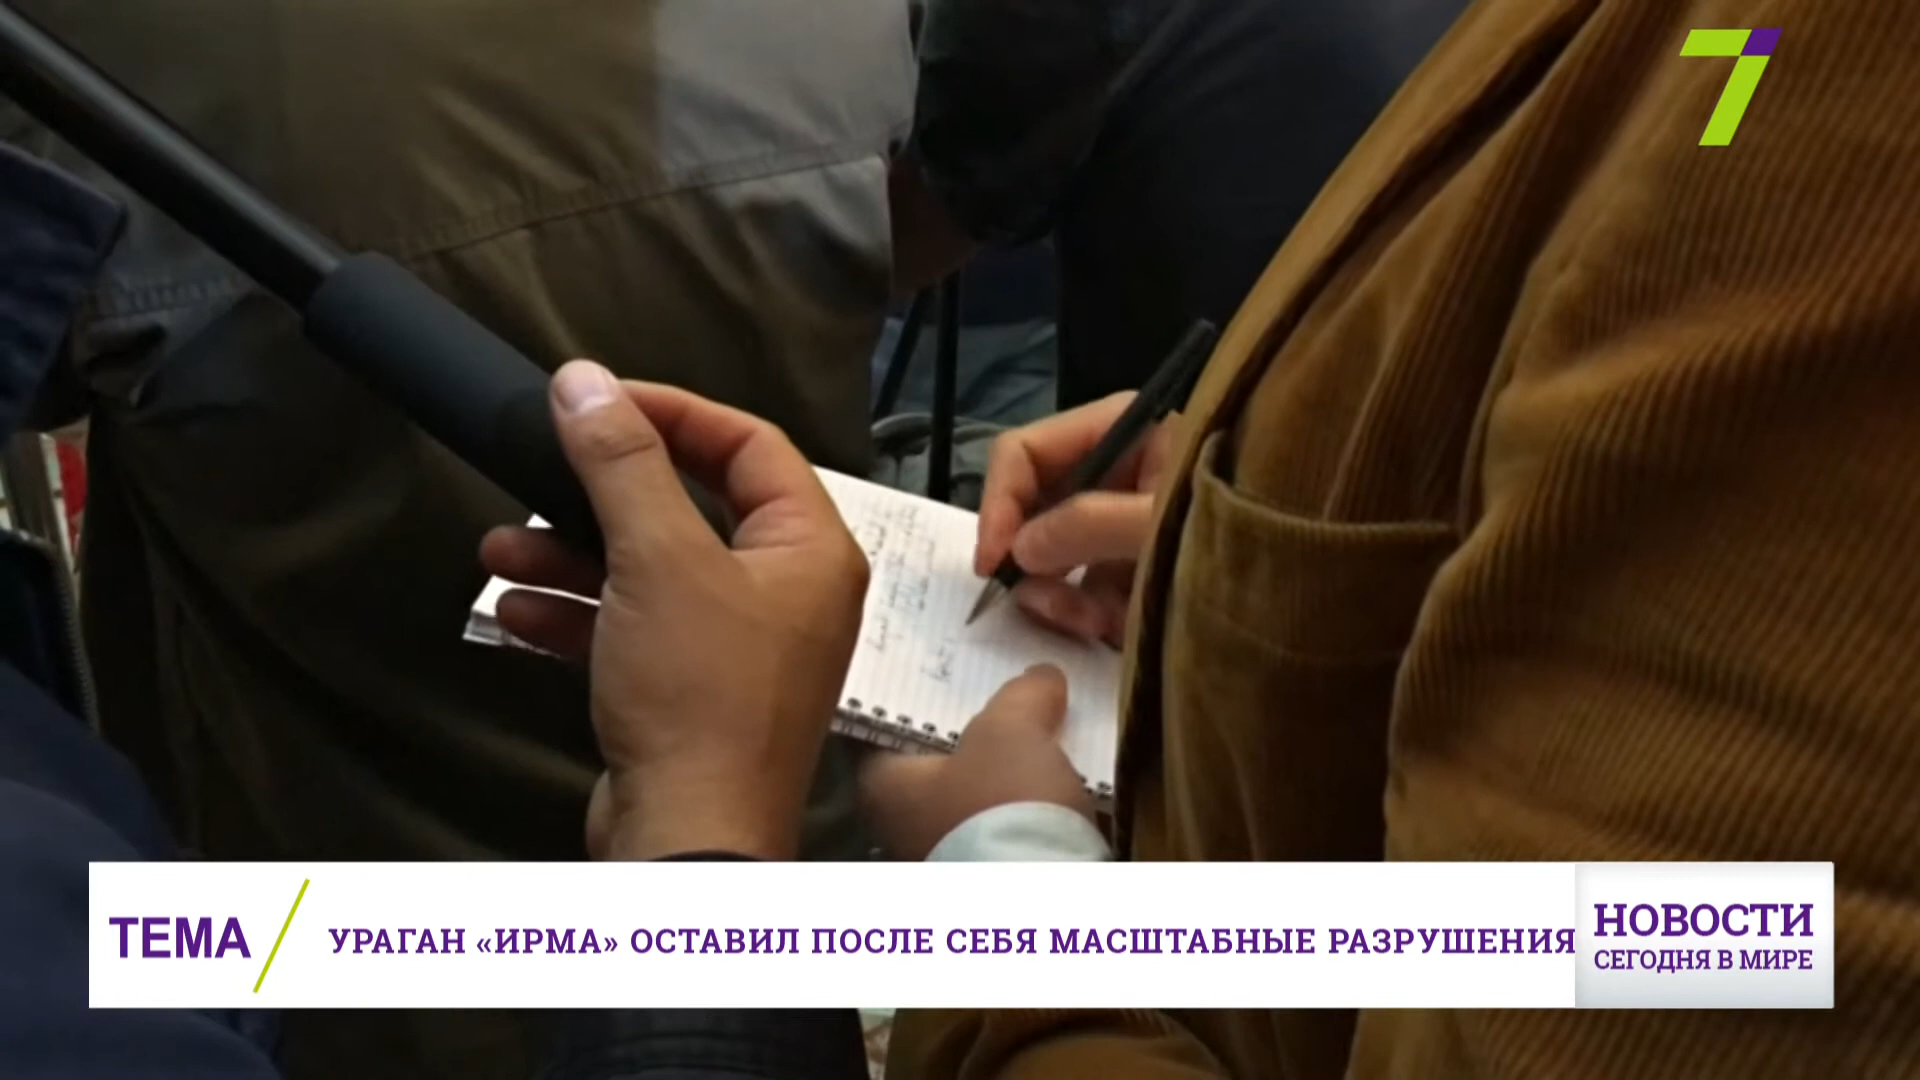 7
ТЕМА
УРАГАН «ИРМА» ОСТАВИЛ ПОСЛЕ СЕБЯ МАСШТАБНЫЕ РАЗРУШЕНИЯ
НОВОСТИ
СЕГОДНЯ В МИРЕ